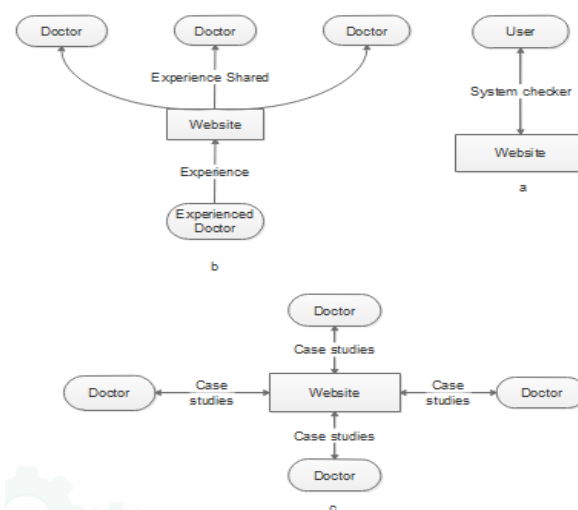 Doctor
Doctor
Doctor
User
Experience Shared
System checker
Website
Website
Experience
a
Experienced
Doctor
b
Doctor
Case studies
Doctor
Case
studies
Website
Case
studies
Doctor
Case studies
Doctor
c